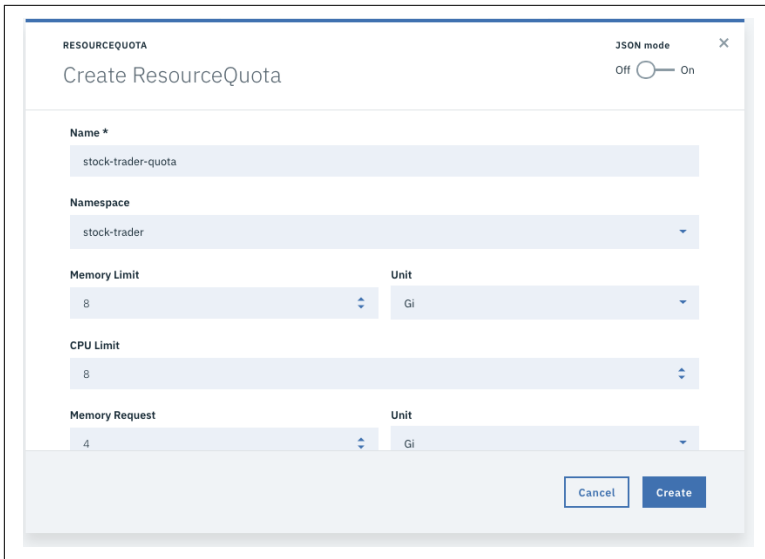 RESOURCEQUOTA
JSON mode
Create ResourceQuota
Off On
Name *
stock-trader-quota
Namespace
stock-trader
Memory Limit Unit
8 Gi
CPU Limit
8
Memory Request Unit
4 Gi
Cancel Create